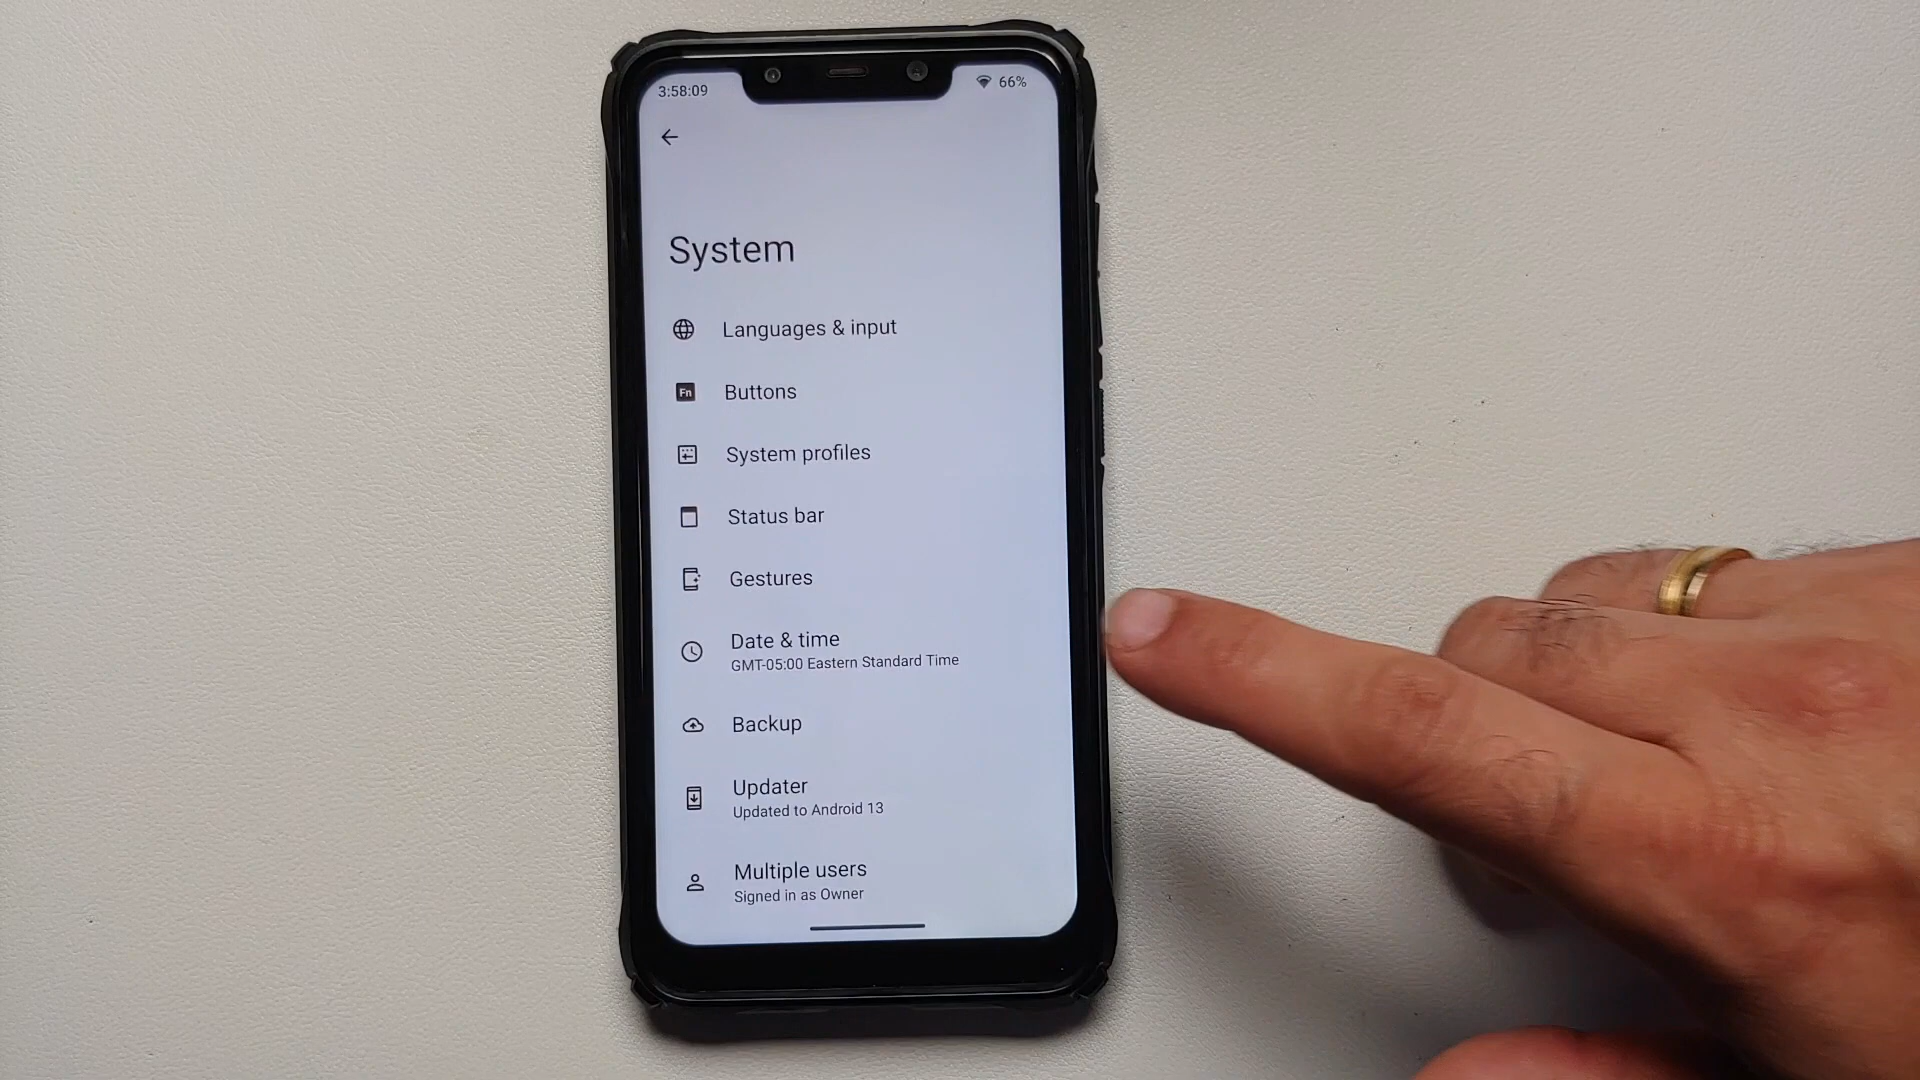 3:58:09
66%
System
Languages & input
Fn
Buttons
System profiles
Status bar
Gestures
Date & time
GMT-05:00 Eastern Standard Time
Backup
Updater
Updated to Android 13
Multiple users
Signed in as Owner